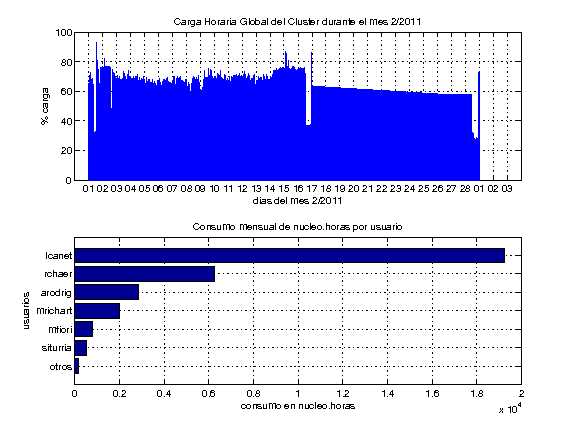 Carga Horaria Global del Cluster durante el mes 2/2011
100
80
60
40
20
0
% carga
01 02 03 04 05 06 07 08 09 10 11 12 13 14 15 16 17 18 19 20 21 22 23 24 25 26 27 28 01 02 03
dias del mes 2/2011
Consumo mensual de nucleo.horas por usuario
lcanet
rchaer
arodrig
mrichart
mfiori
siturria
otros
usuarios
0 0.2 0.4 0.6 0.8 1 1.2 1.4 1.6 1.8 2
consumo en nucleo.horas
x 10^4